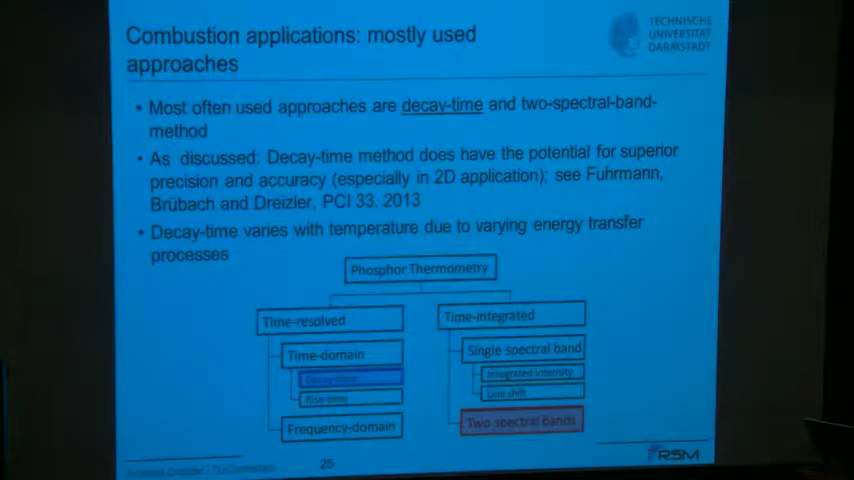 Combustion applications: mostly used
approaches
TECHNISCHE
UNIVERSITÄT
DARMSTADT
• Most often used approaches are decay-time and two-spectral-band-
method
• As discussed: Decay-time method does have the potential for superior
precision and accuracy (especially in 2D application); see Fuhrmann,
Brübach and Dreizler, PCI 33, 2013
• Decay-time varies with temperature due to varying energy transfer
processes
Phosphor Thermometry
Time-resolved
Time-integrated
Time-domain
Single spectral band
Decay-time
Integrated intensity
Rise-time
Line shift
Frequency-domain
Two spectral bands
25
RSM